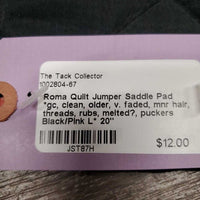 The Tack Collector
1002804-67
Roma Quilt Jumper Saddle Pad
*gc, clean, older, v. faded, mnr hair,
threads, rubs, melted?, puckers
Black/Pink L* 20"
$12.00
JST87H